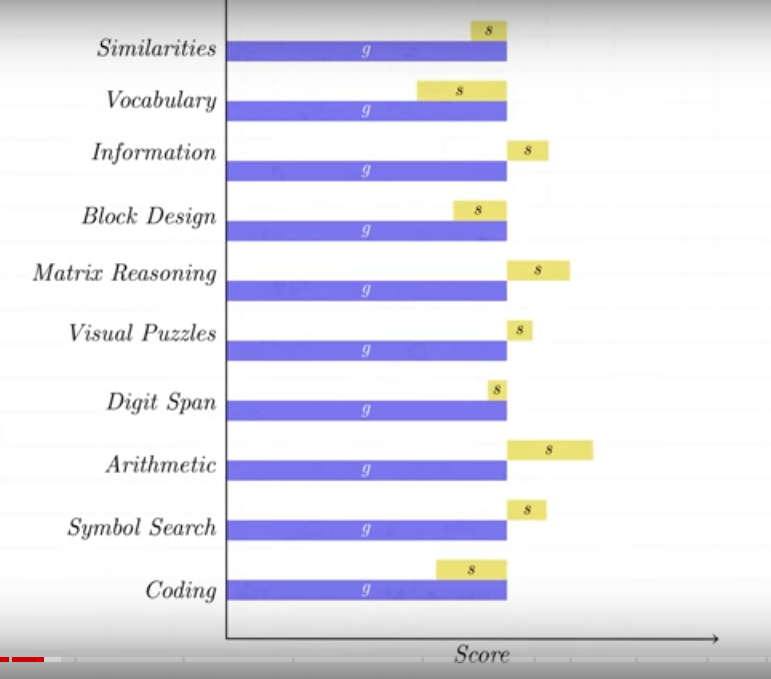 s
Similarities g
s
Vocabulary g
Information s
g
s
Block Design g
Matrix Reasoning s
g
Visual Puzzles s
g
s
Digit Span g
s
Arithmetic g
s
Symbol Search g
s
Coding g
Score